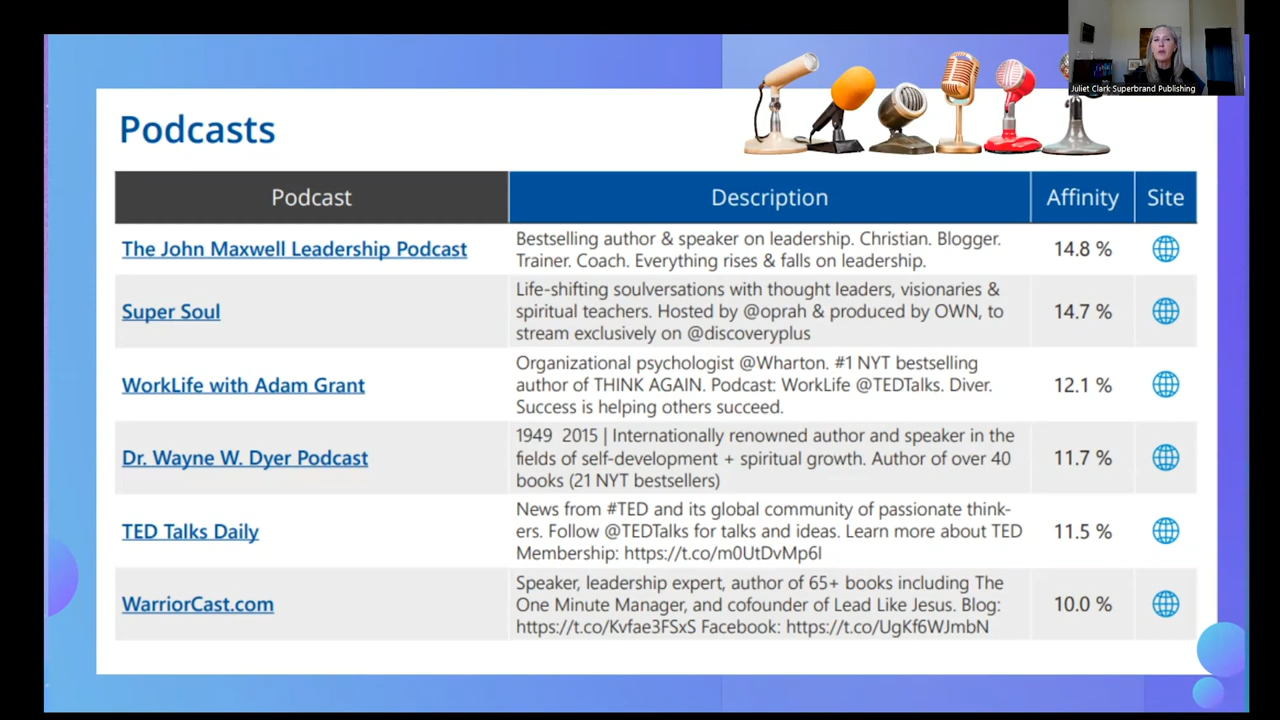 Juliet Clark Superbrand Publishing
Podcasts
Podcast Description Affinity Site
The John Maxwell Leadership Podcast
Bestselling author & speaker on leadership. Christian. Blogger.
Trainer. Coach. Everything rises & falls on leadership.
14.8 %
Super Soul
Life-shifting soulversations with thought leaders, visionaries &
spiritual teachers. Hosted by @oprah & produced by OWN, to
stream exclusively on @discoveryplus
14.7 %
WorkLife with Adam Grant
Organizational psychologist @Wharton. #1 NYT bestselling
author of THINK AGAIN. Podcast: WorkLife @TEDTalks. Diver.
Success is helping others succeed.
12.1 %
Dr. Wayne W. Dyer Podcast
1949 2015 | Internationally renowned author and speaker in the
fields of self-development + spiritual growth. Author of over 40
books (21 NYT bestsellers)
11.7 %
TED Talks Daily
News from #TED and its global community of passionate think-
ers. Follow @TEDTalks for talks and ideas. Learn more about TED
Membership: https://t.co/m0UtDvMp6l
11.5 %
WarriorCast.com
Speaker, leadership expert, author of 65+ books including The
One Minute Manager, and cofounder of Lead Like Jesus. Blog:
https://t.co/Kvfae3FSxS Facebook: https://t.co/UgKf6WJmbN
10.0 %